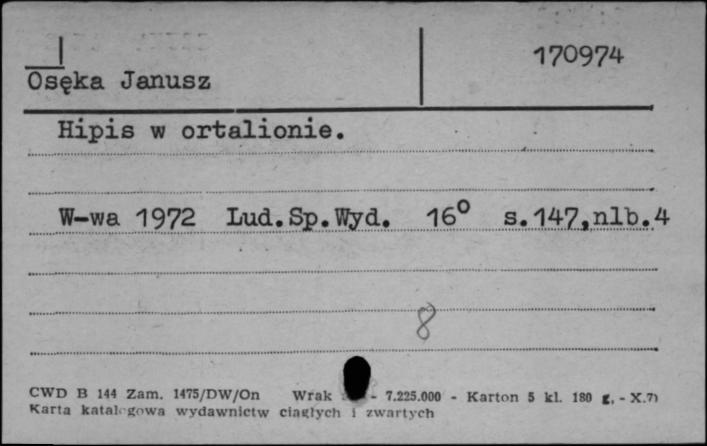 170974
Osęka Janusz
Hipis w ortalionie.
W-wa 1972 Lud.Sp.Wyd. 16° s.147,nlb.4
8
CWD B 144 Zam. 1475/DW/On Wrak - 7.225.000 - Karton 5 kl. 180 g. - X.71
Karta katalogowa wydawnictw ciągłych i zwartych